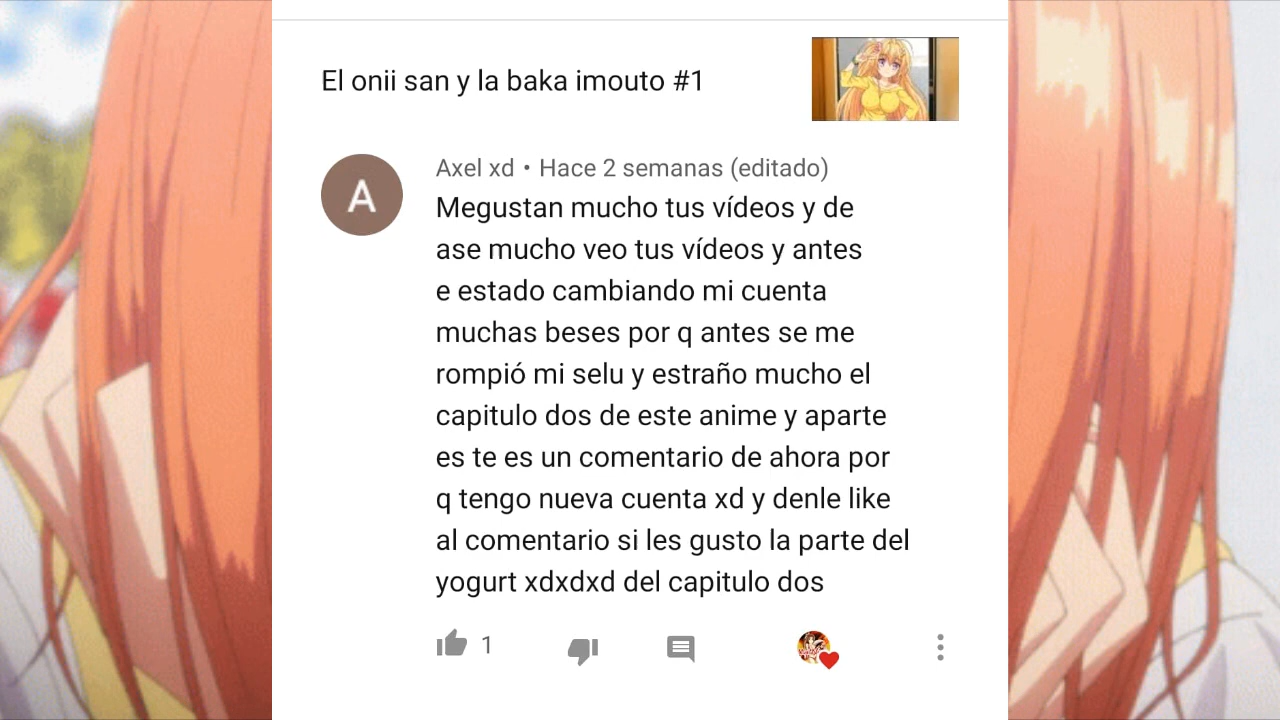 El onii san y la baka imouto #1
A
Axel xd • Hace 2 semanas (editado)
Megustan mucho tus vídeos y de
ase mucho veo tus vídeos y antes
e estado cambiando mi cuenta
muchas beses por q antes se me
rompió mi selu y estraño mucho el
capitulo dos de este anime y aparte
es te es un comentario de ahora por
q tengo nueva cuenta xd y denle like
al comentario si les gusto la parte del
yogurt xdxdxd del capitulo dos
1